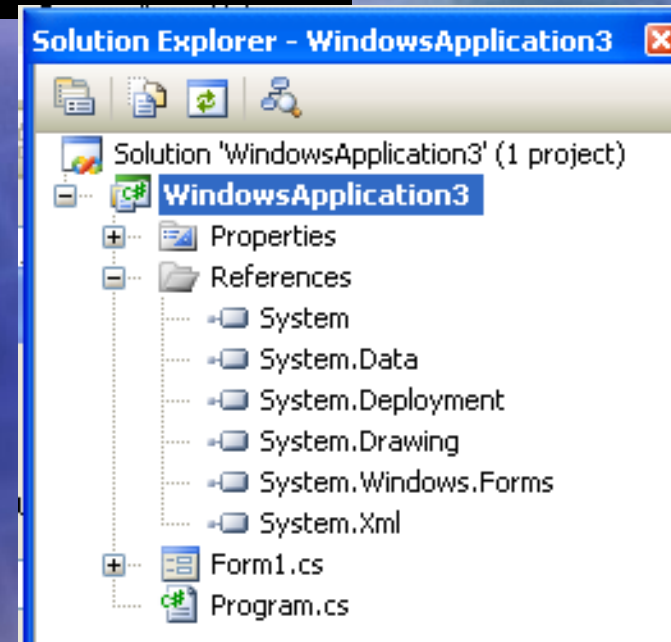 Solution Explorer - WindowsApplication3
Solution 'WindowsApplication3' (1 project)
C# WindowsApplication3
Properties
References
System
System.Data
System.Deployment
System.Drawing
System.Windows.Forms
System.Xml
Form1.cs
C# Program.cs